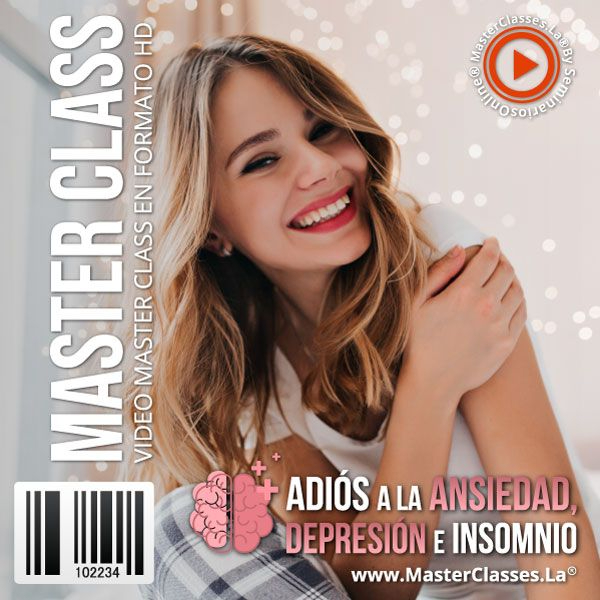 MASTER CLASS
VIDEO MASTER CLASS EN FORMATO HD
MasterClasses.La®By SeminariosOnline®
ADIÓS A LA ANSIEDAD,
DEPRESIÓN E INSOMNIO
www.MasterClasses.La®
102234